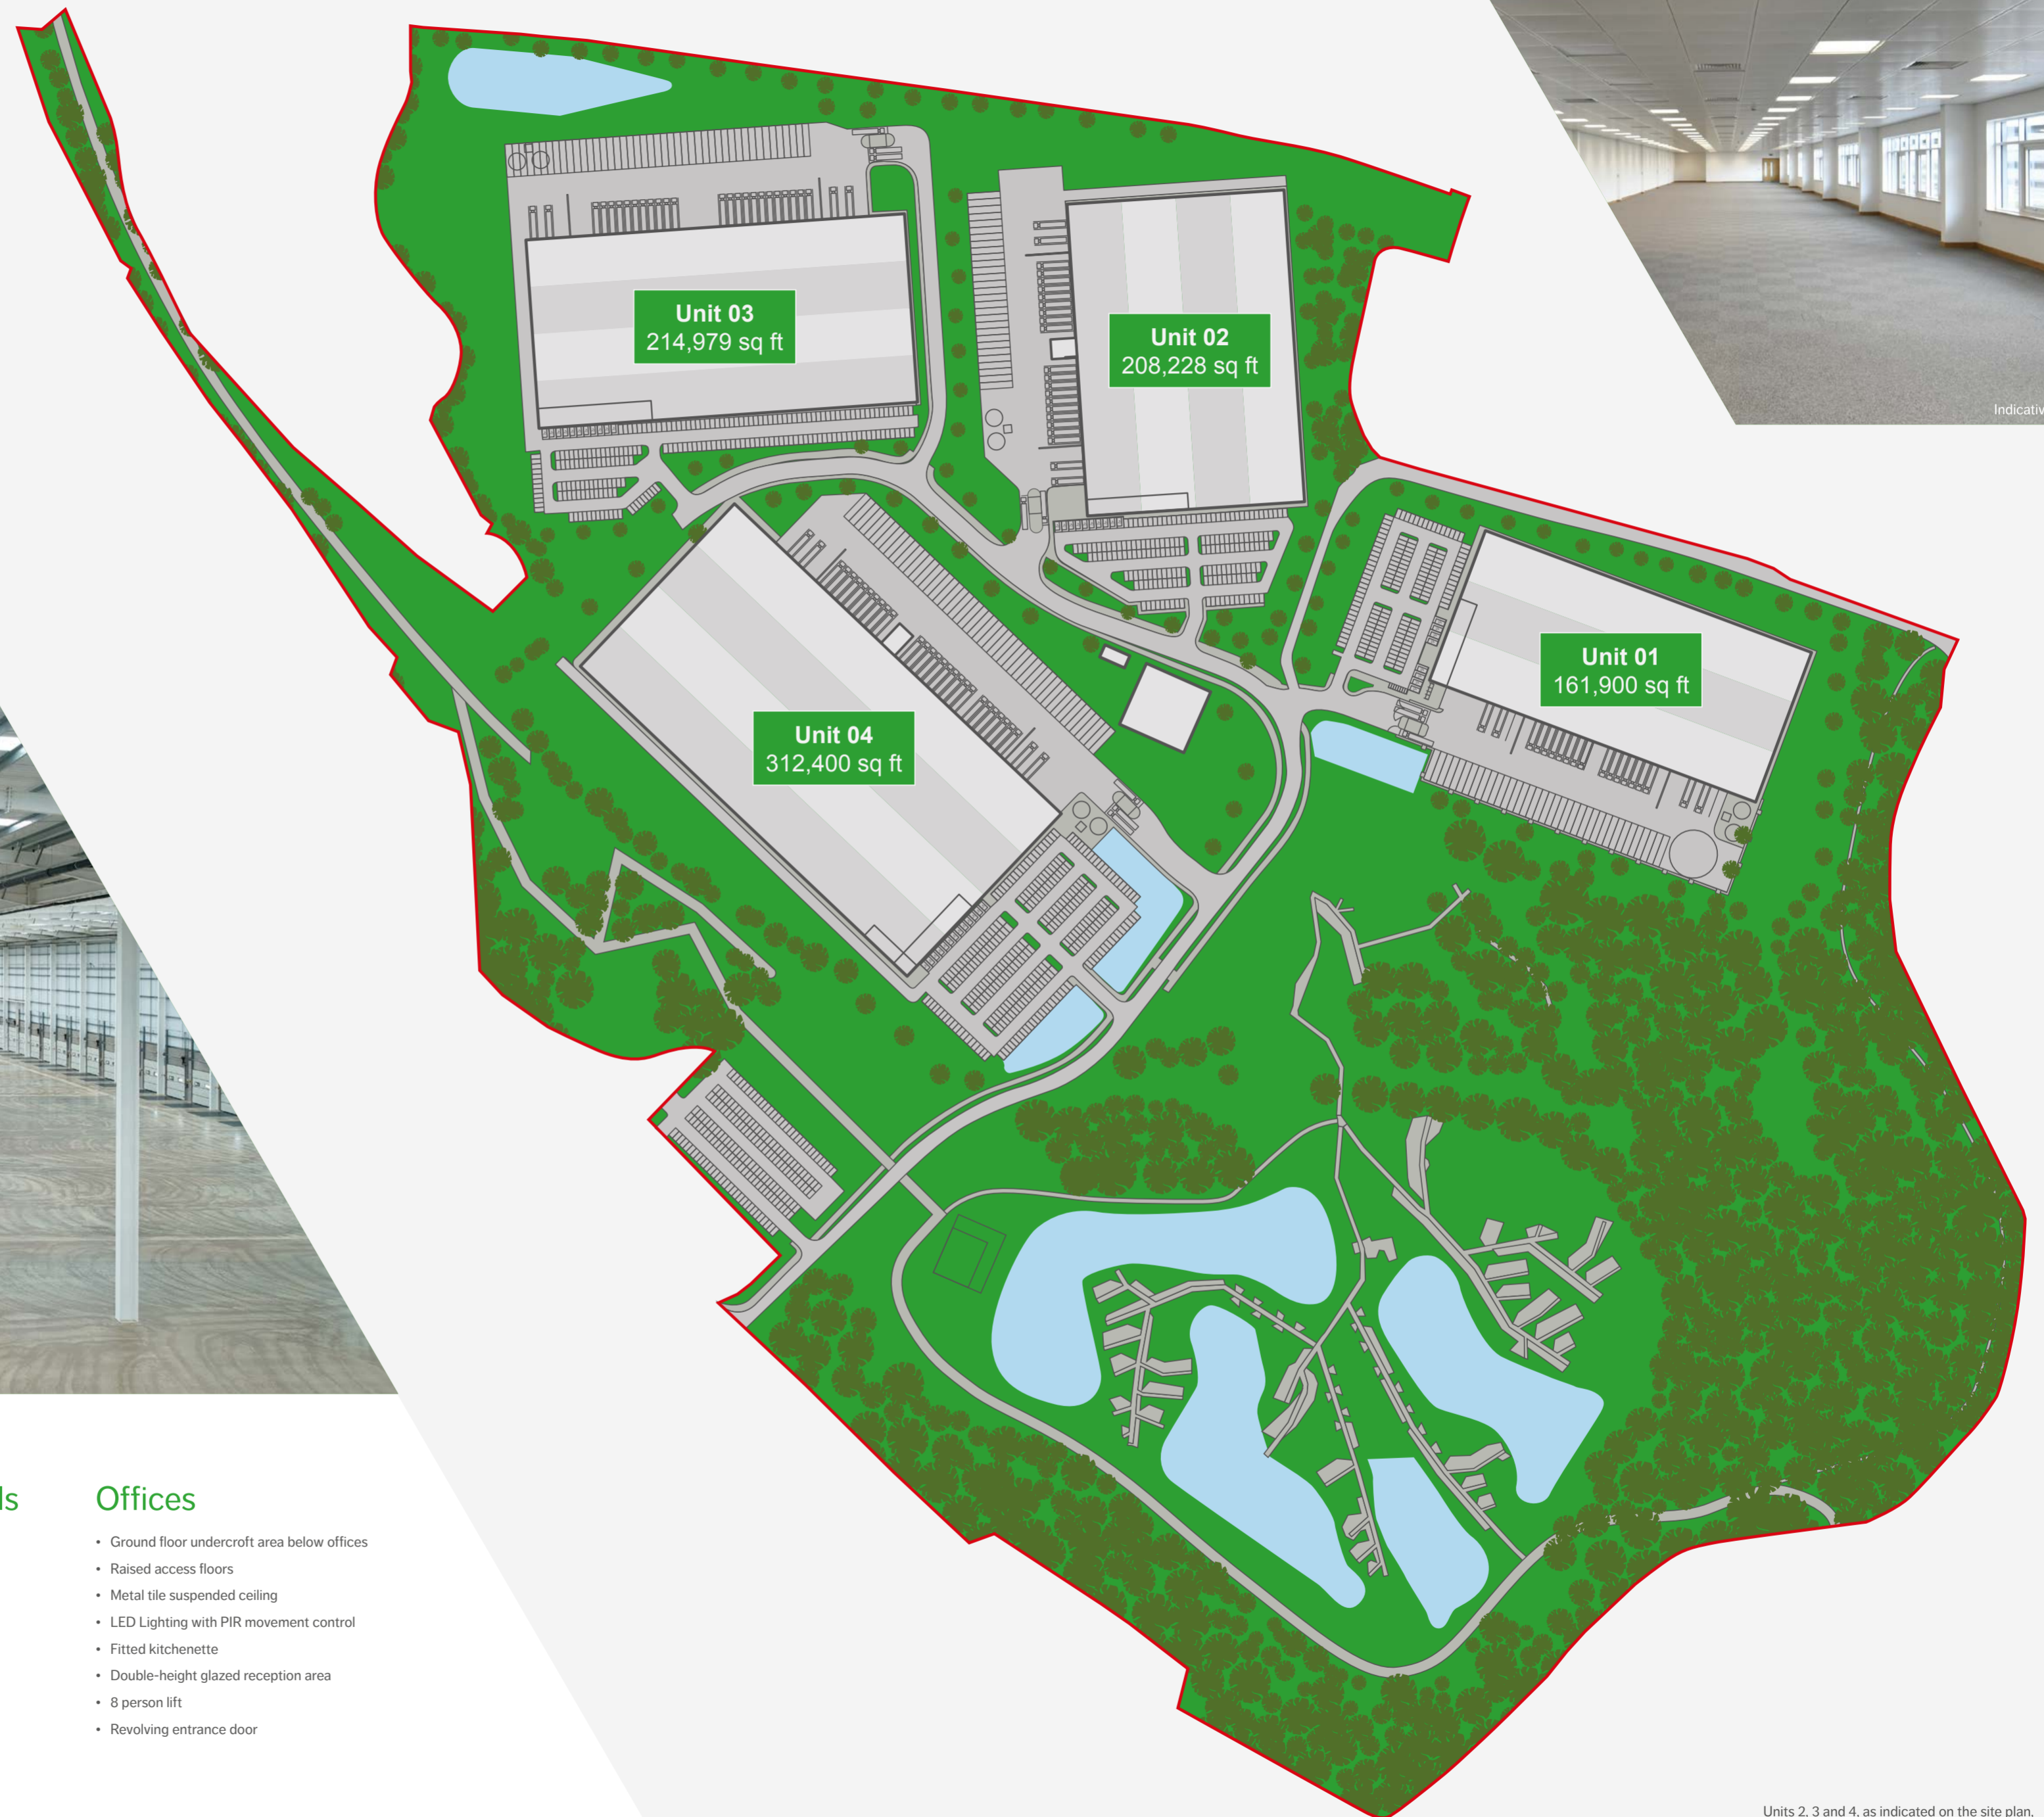 Unit 03
214,979 sq ft
Unit 02
208,228 sq ft
Indicativ
Unit 01
161,900 sq ft
Unit 04
312,400 sq ft
ls
Offices
• Ground floor undercroft area below offices
• Raised access floors
• Metal tile suspended ceiling
• LED Lighting with PIR movement control
• Fitted kitchenette
• Double-height glazed reception area
• 8 person lift
• Revolving entrance door
Units 2, 3 and 4, as indicated on the site plan,